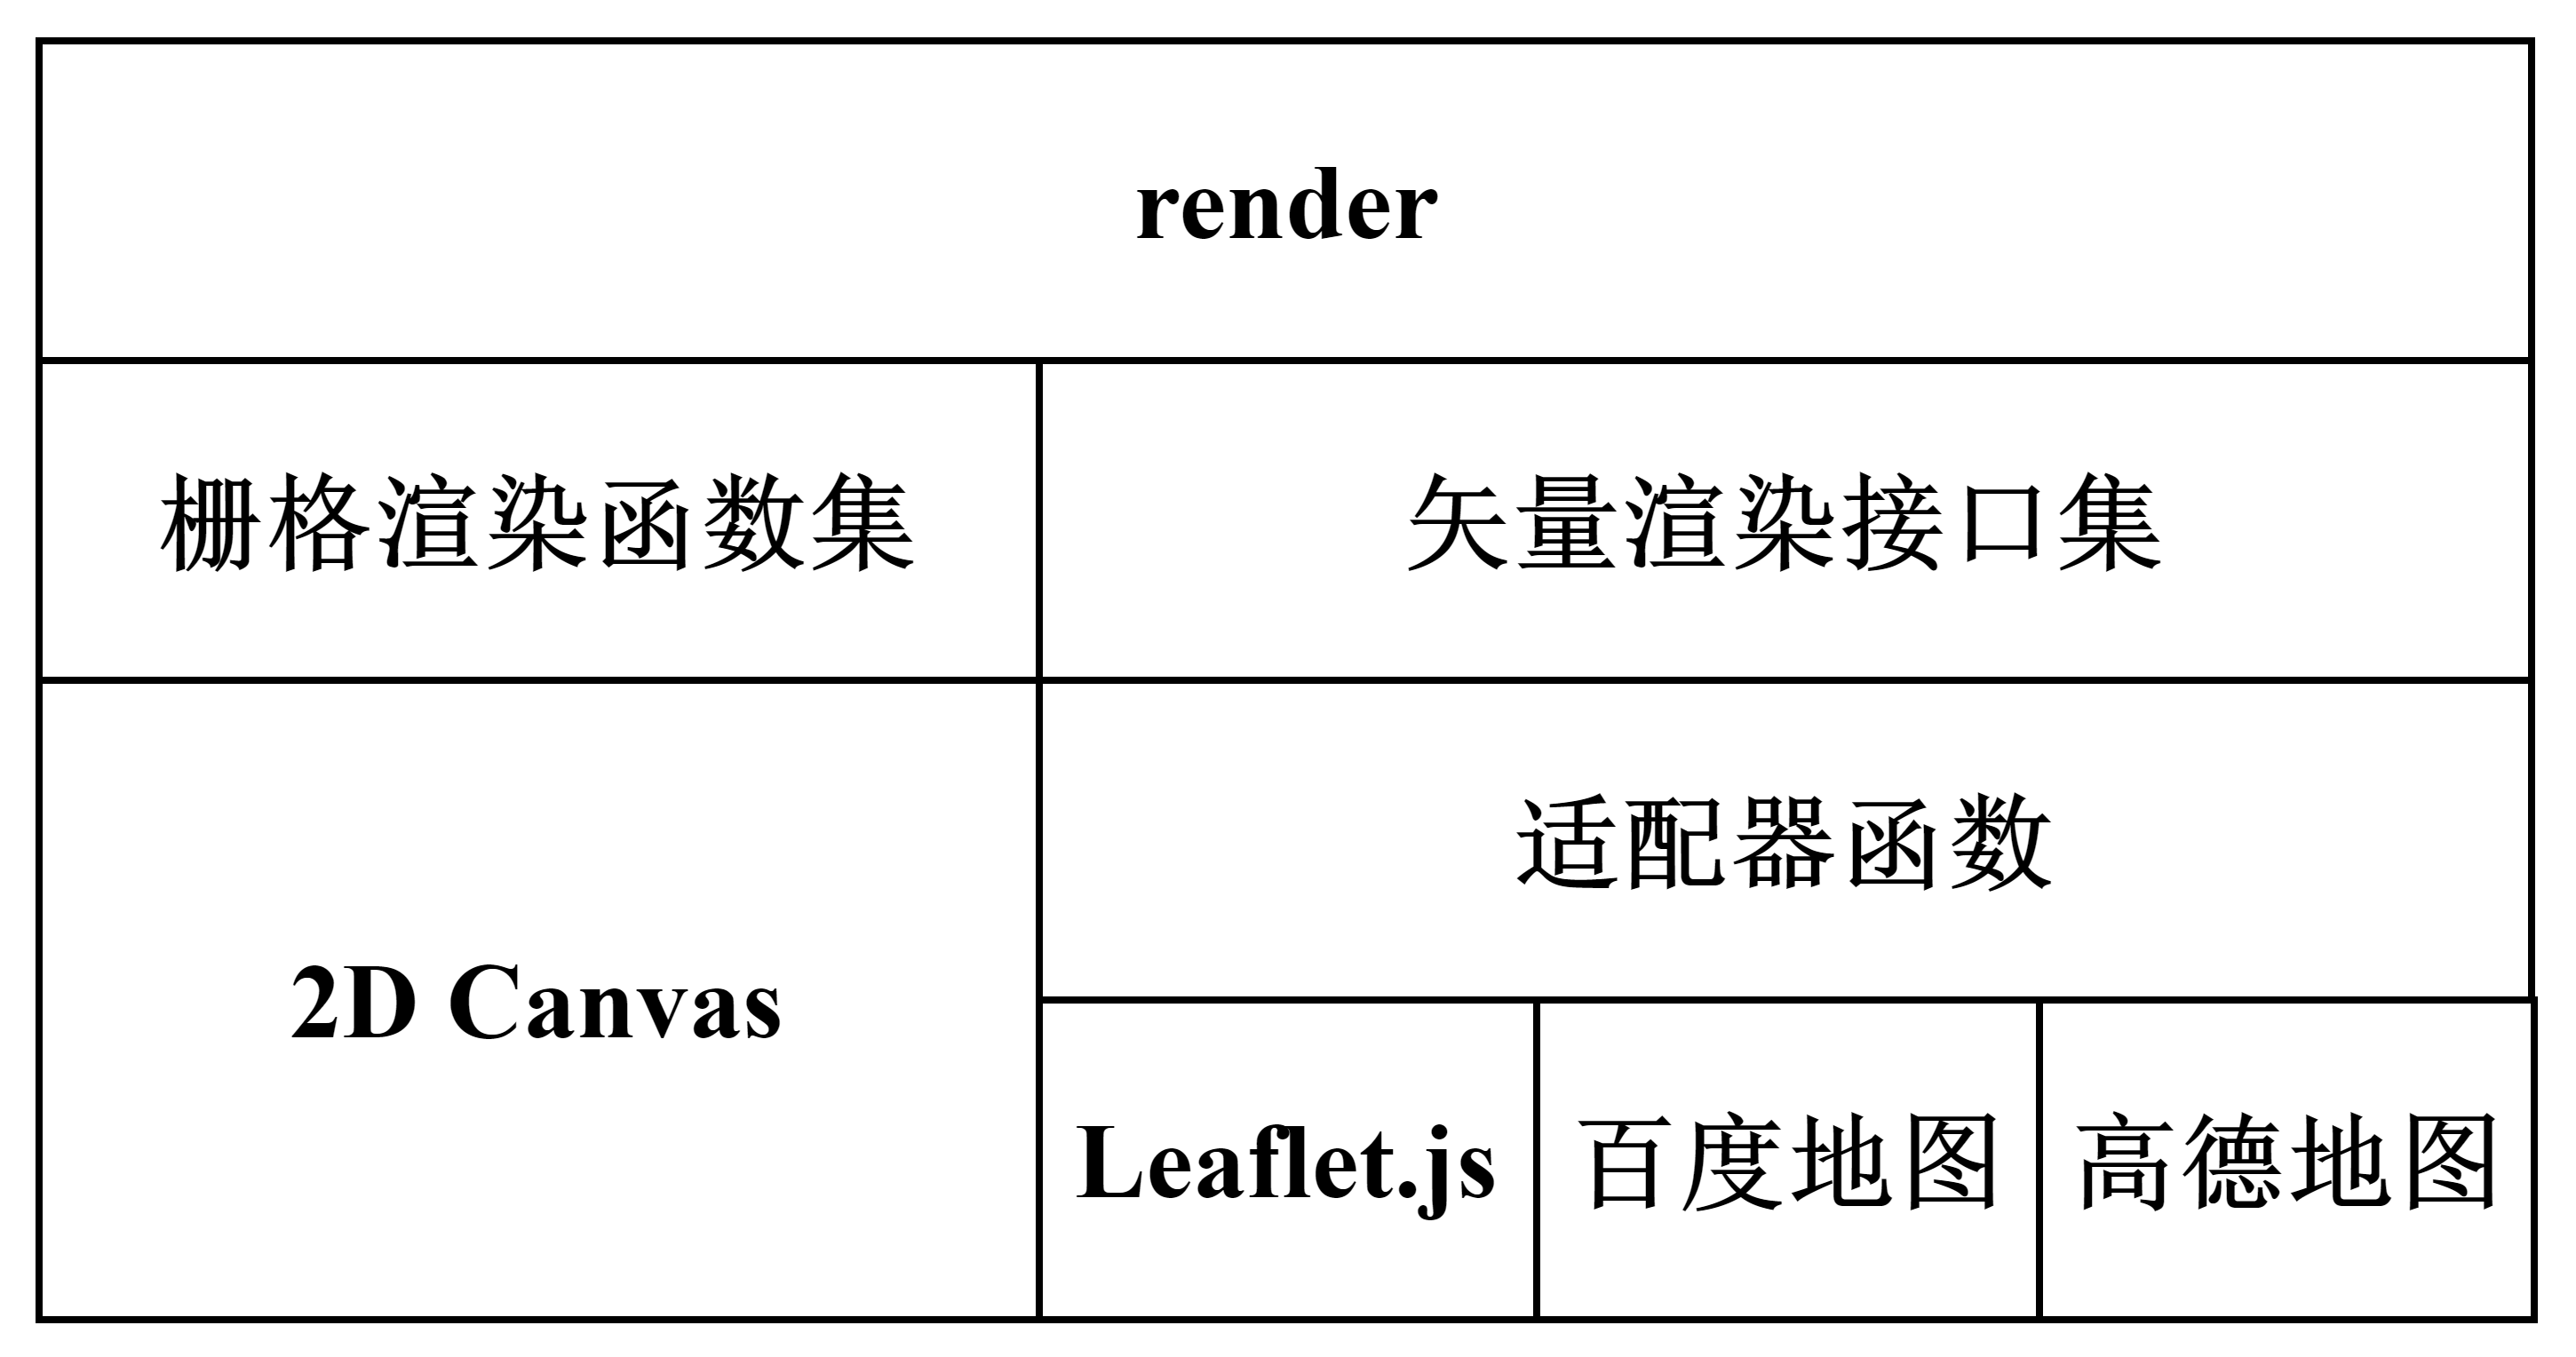 render
栅格渲染函数集
矢量渲染接口集
适配器函数
2D Canvas
Leaflet.js
百度地图
高德地图